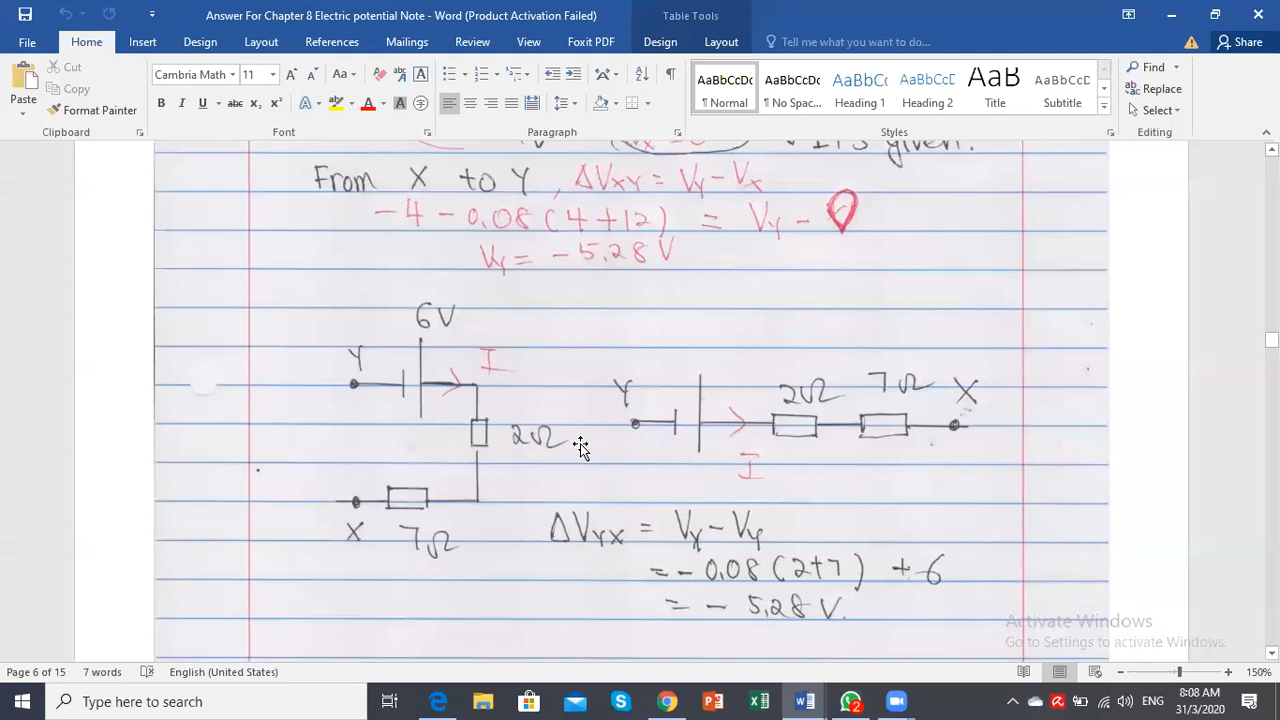 Answer For Chapter 8 Electric potential Note - Word (Product Activation Failed)
Table Tools
File Home Insert Design Layout References Mailings Review View Foxit PDF Design Layout Tell me what you want to do... Share
Cut
Copy
Format Painter
Paste
Cambria Math 11
AaBbCcDc AaBbCcDc AaBbCc AaBbCcC AaB AaBbCcC
¶ Normal ¶ No Spac... Heading 1 Heading 2 Title Subtitle
Find
Replace
Select
Clipboard Font Paragraph Styles Editing
It's given.
From X to Y, ΔVXY = VY - VX
-4 - 0.08 (4+12) = VY -
VY = -5.28 V
6V
Y I
2Ω
X 7Ω
Y 2Ω 7Ω X
I
ΔVYX = VX - VY
= - 0.08 (2+7) + 6
= - 5.28 V.
Activate Windows
Go to Settings to activate Windows.
Page 6 of 15 7 words English (United States) 150%
Type here to search
2
ENG
8:08 AM
31/3/2020